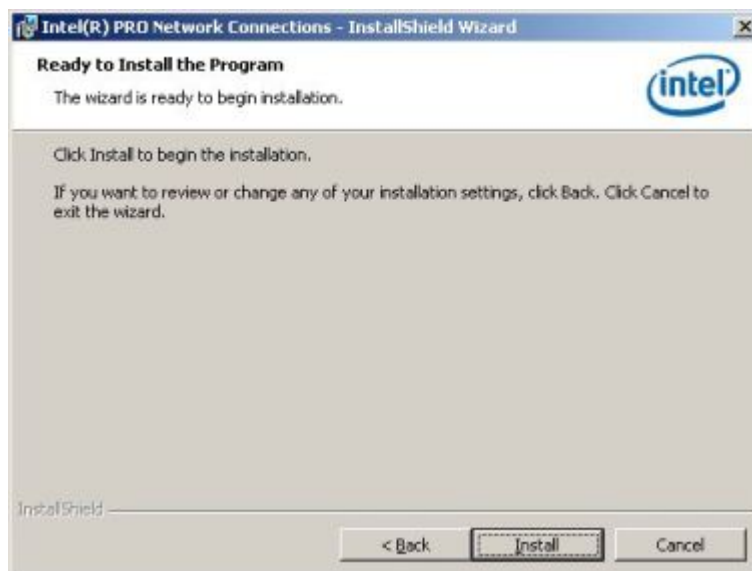 Intel(R) PRO Network Connections - InstallShield Wizard
Ready to Install the Program
The wizard is ready to begin installation.
intel
Click Install to begin the installation.
If you want to review or change any of your installation settings, click Back. Click Cancel to
exit the wizard.
InstallShield
< Back
Install
Cancel